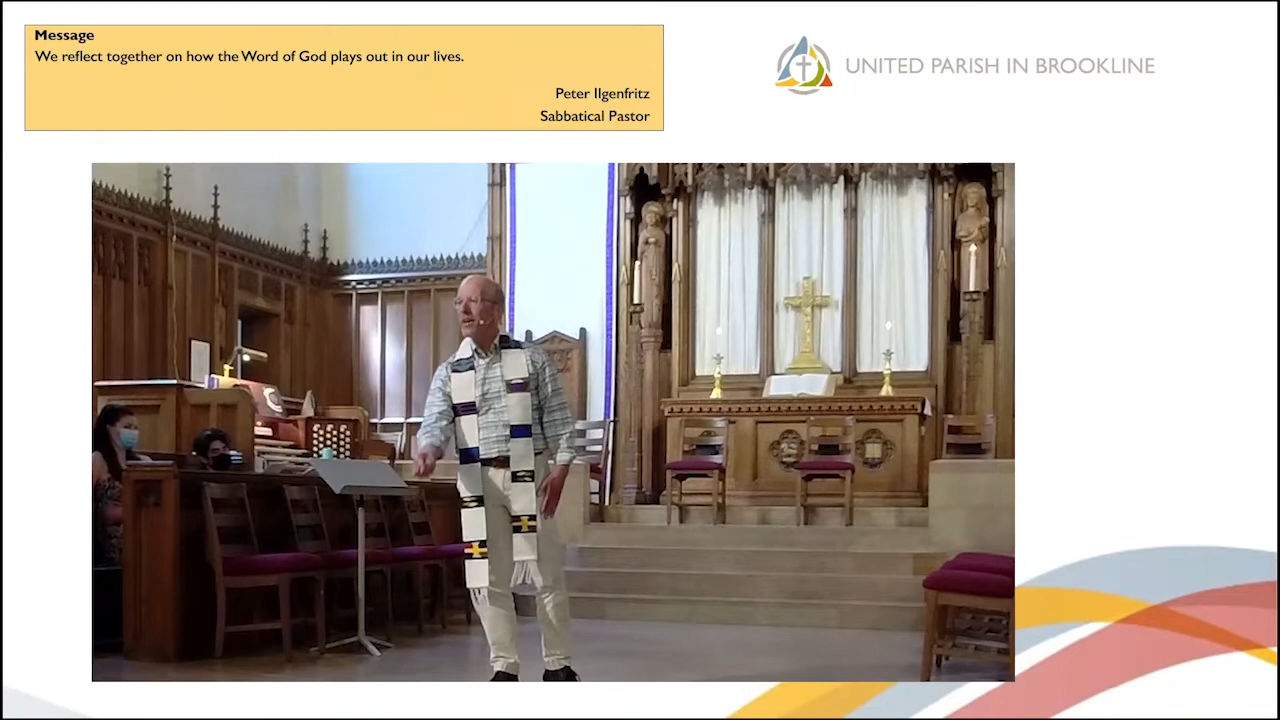 Message
We reflect together on how the Word of God plays out in our lives.
Peter Ilgenfritz
Sabbatical Pastor
UNITED PARISH IN BROOKLINE